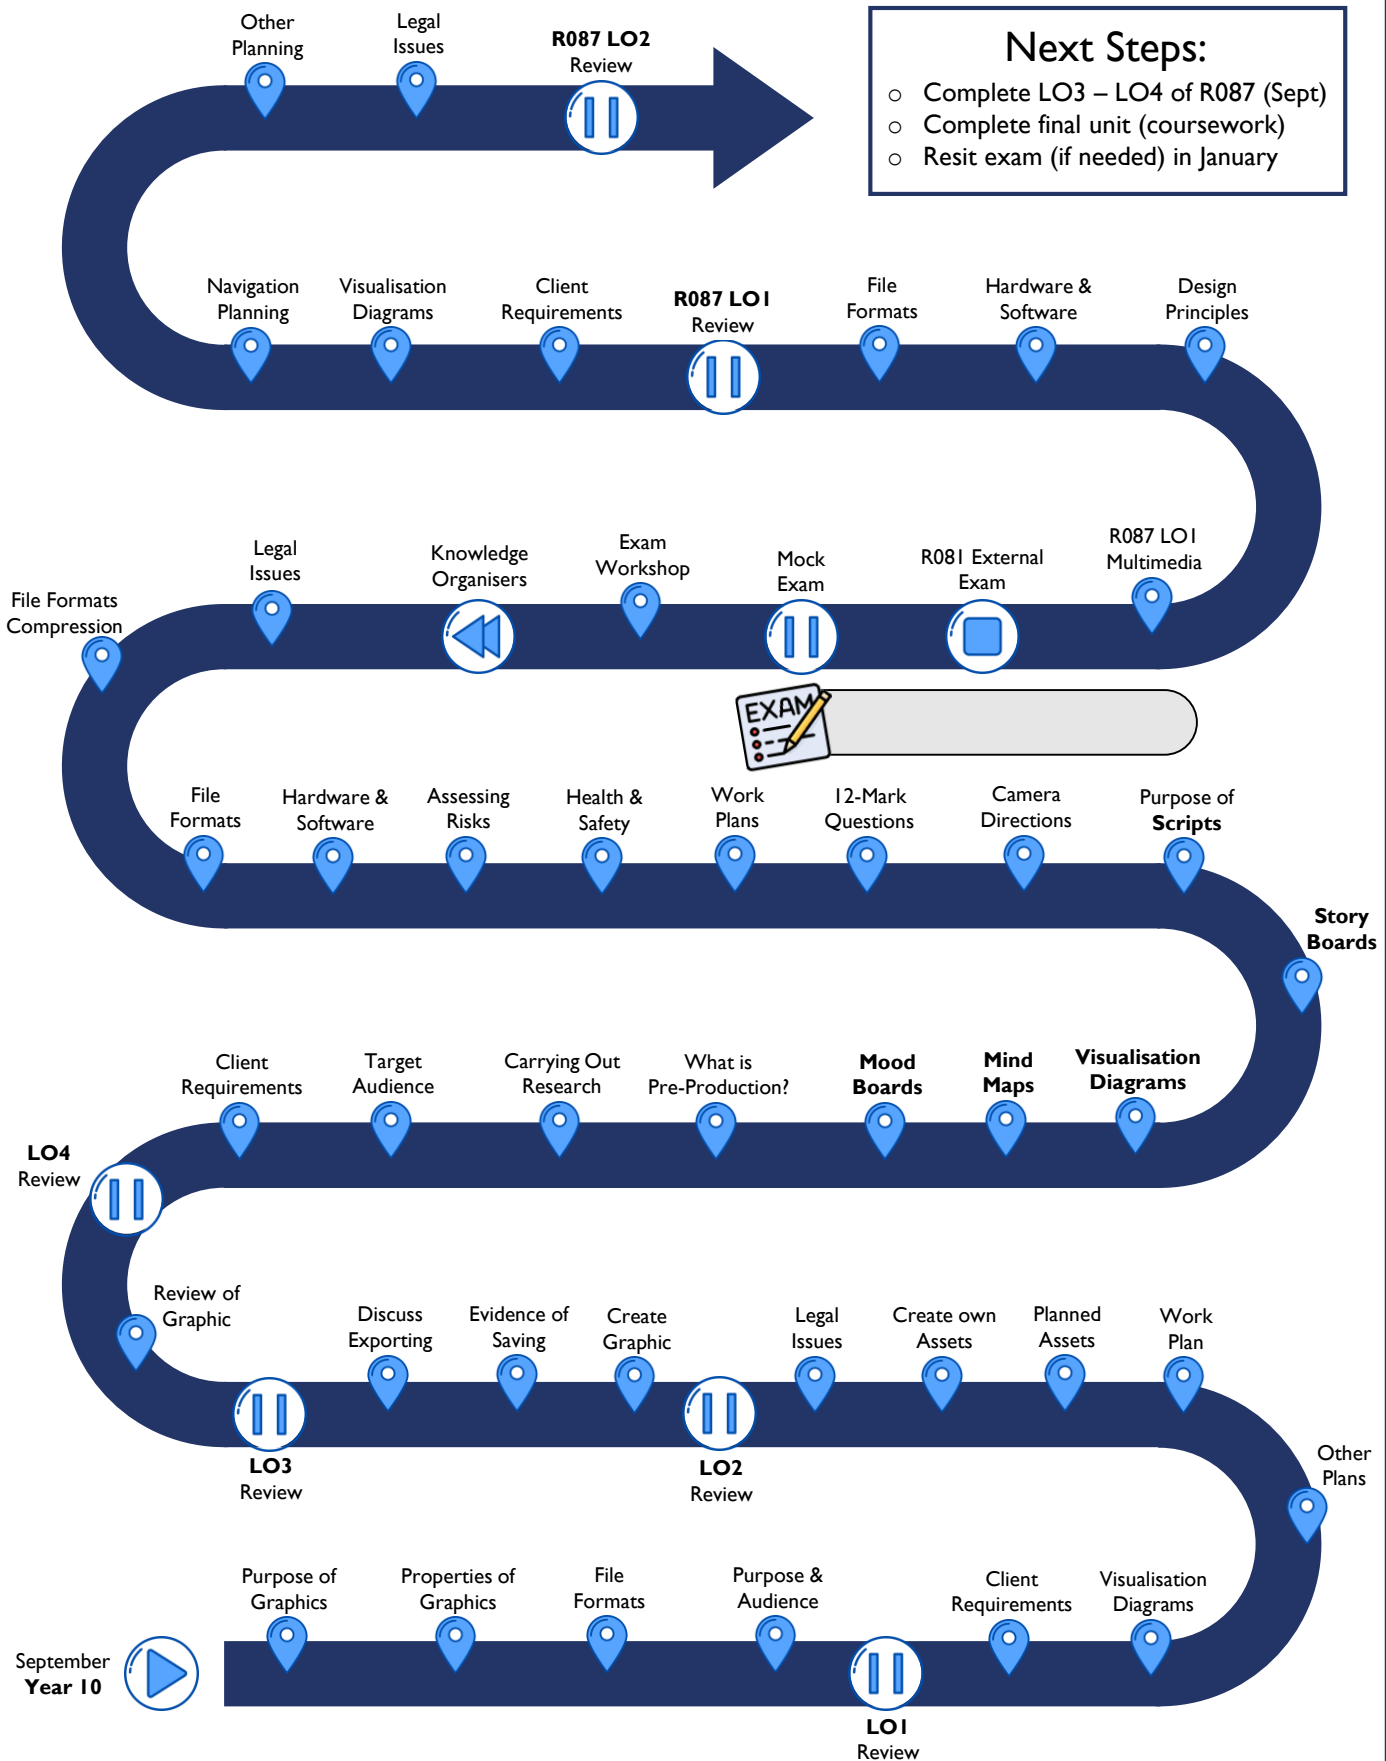 Other
Planning
Legal
Issues
R087 LO2
Review
Next Steps:
○ Complete LO3 – LO4 of R087 (Sept)
○ Complete final unit (coursework)
○ Resit exam (if needed) in January
Navigation
Planning
Visualisation
Diagrams
Client
Requirements
R087 LO1
Review
File
Formats
Hardware &
Software
Design
Principles
File Formats
Compression
Legal
Issues
Knowledge
Organisers
Exam
Workshop
Mock
Exam
R081 External
Exam
R087 LO1
Multimedia
EXAM
File
Formats
Hardware &
Software
Assessing
Risks
Health &
Safety
Work
Plans
12-Mark
Questions
Camera
Directions
Purpose of
Scripts
Story
Boards
Client
Requirements
Target
Audience
Carrying Out
Research
What is
Pre-Production?
Mood
Boards
Mind
Maps
Visualisation
Diagrams
LO4
Review
Review of
Graphic
Discuss
Exporting
Evidence of
Saving
Create
Graphic
Legal
Issues
Create own
Assets
Planned
Assets
Work
Plan
LO3
Review
LO2
Review
Other
Plans
Purpose of
Graphics
Properties of
Graphics
File
Formats
Purpose &
Audience
Client
Requirements
Visualisation
Diagrams
September
Year 10
LO1
Review